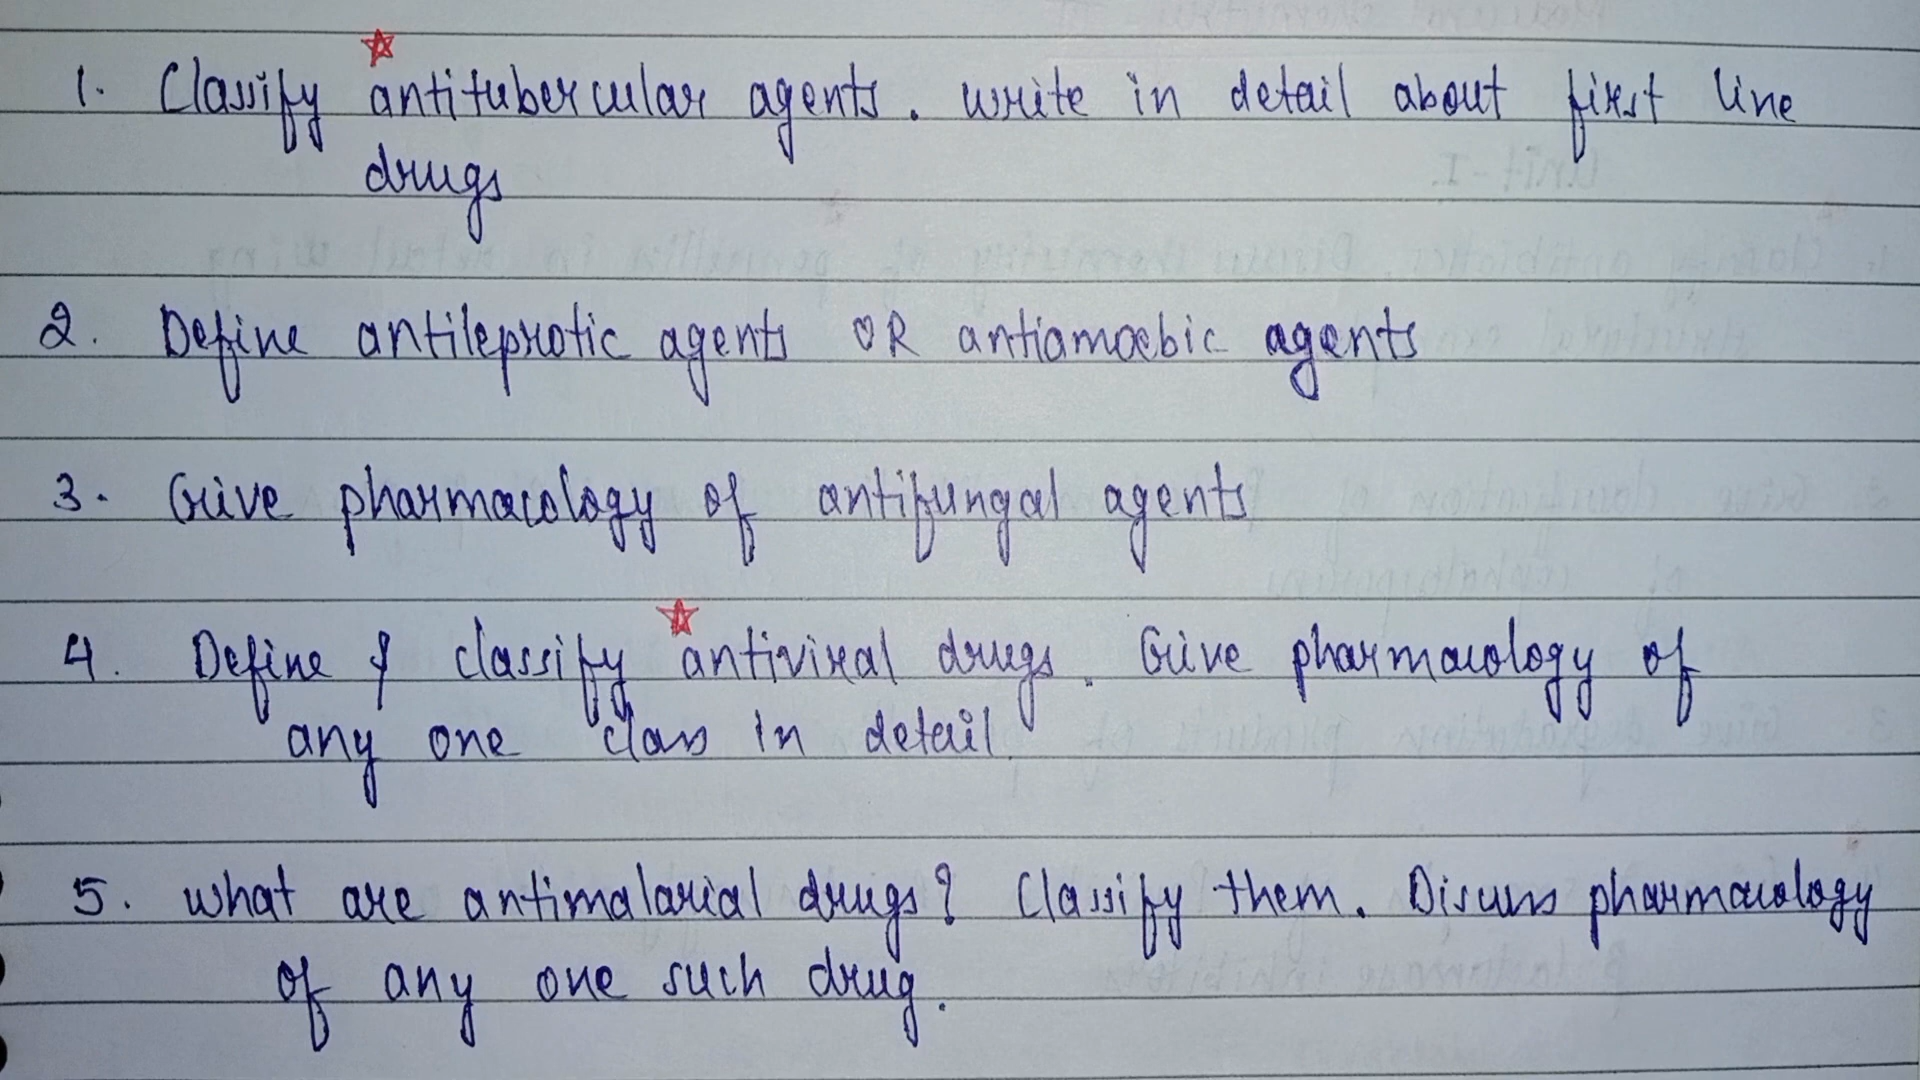 1. Classify antitubercular agents. write in detail about first line
drugs
2. Define antileprotic agents OR antiamoebic agents
3. Give pharmacology of antifungal agents
4. Define & classify antiviral drugs. Give pharmacology of
any one class in detail.
5. what are antimalarial drugs? Classify them. Discuss pharmacology
of any one such drug.